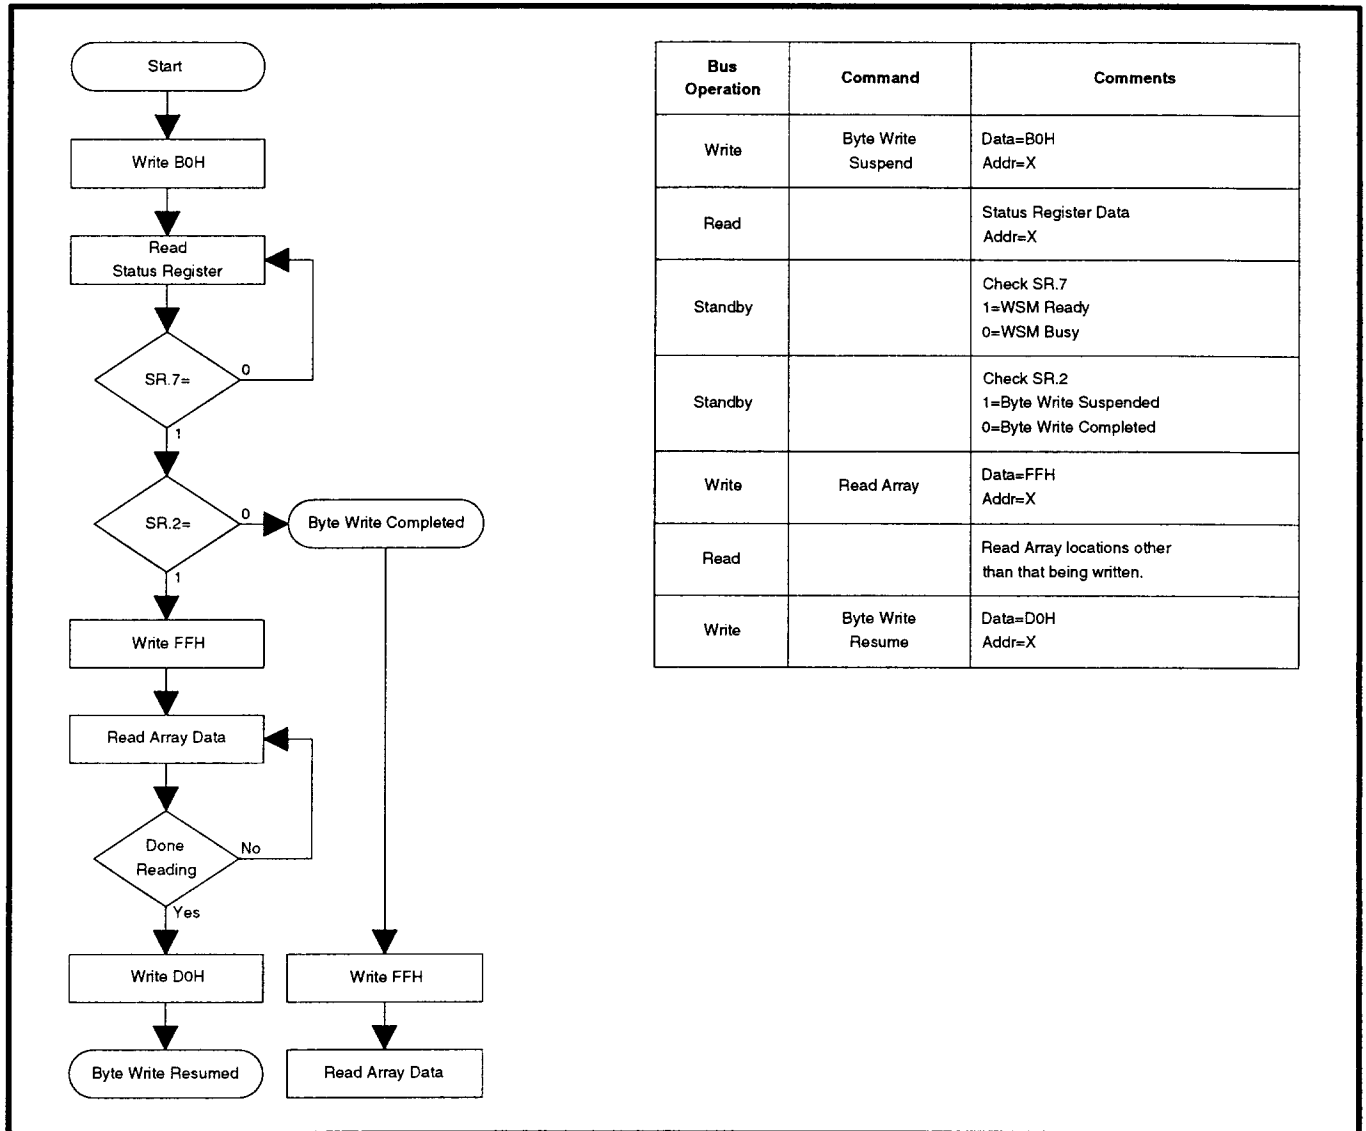 Start
Write B0H
Read
Status Register
SR.7=
0
1
SR.2=
0
Byte Write Completed
1
Write FFH
Read Array Data
Done
Reading
No
Yes
Write D0H
Write FFH
Byte Write Resumed
Read Array Data
Bus
Operation
Command
Comments
Write
Byte Write
Suspend
Data=B0H
Addr=X
Read
Status Register Data
Addr=X
Standby
Check SR.7
1=WSM Ready
0=WSM Busy
Standby
Check SR.2
1=Byte Write Suspended
0=Byte Write Completed
Write
Read Array
Data=FFH
Addr=X
Read
Read Array locations other
than that being written.
Write
Byte Write
Resume
Data=D0H
Addr=X